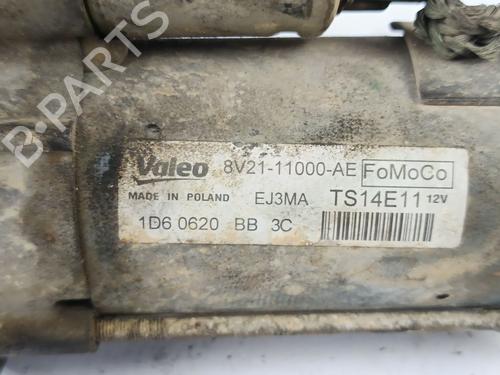 Valeo 8V21-11000-AE FoMoCo
MADE IN POLAND EJ3MA TS14E11 12V
1D6 0620 BB 3C
B-PARTS